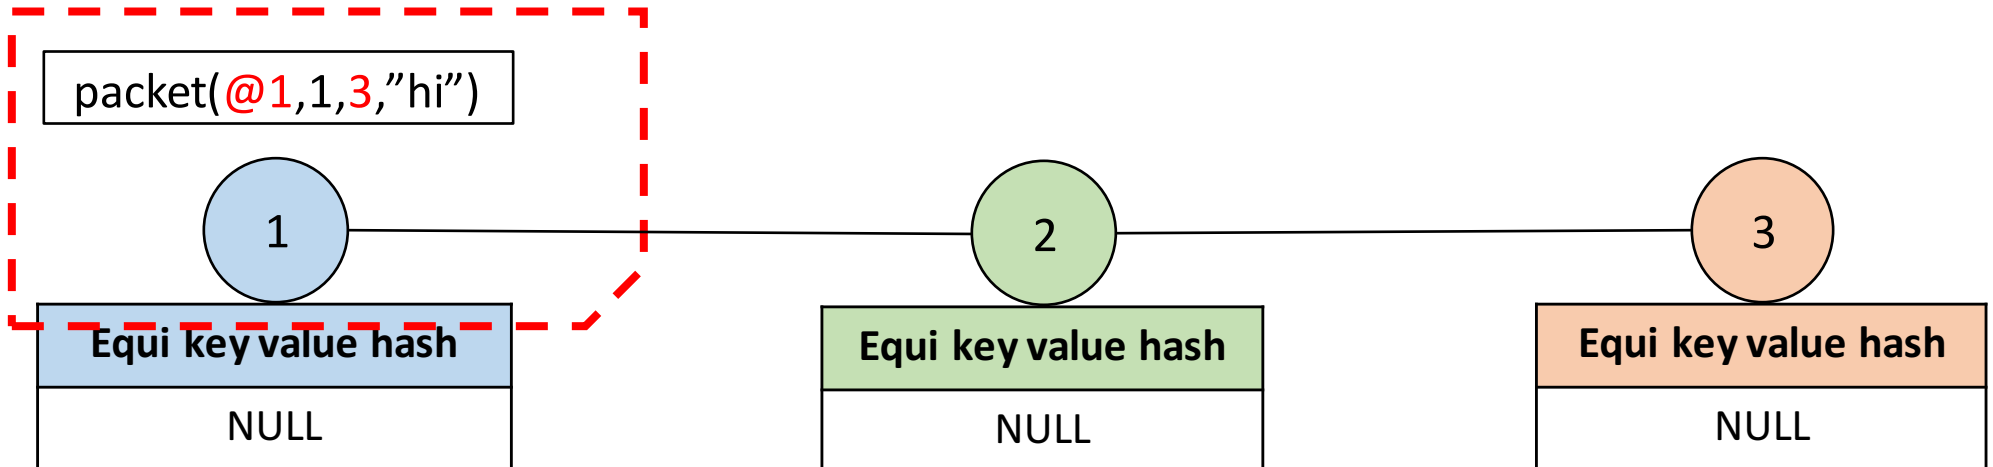 packet(@1,1,3,”hi”)
1
2
3
Equi key value hash
Equi key value hash
Equi key value hash
NULL
NULL
NULL